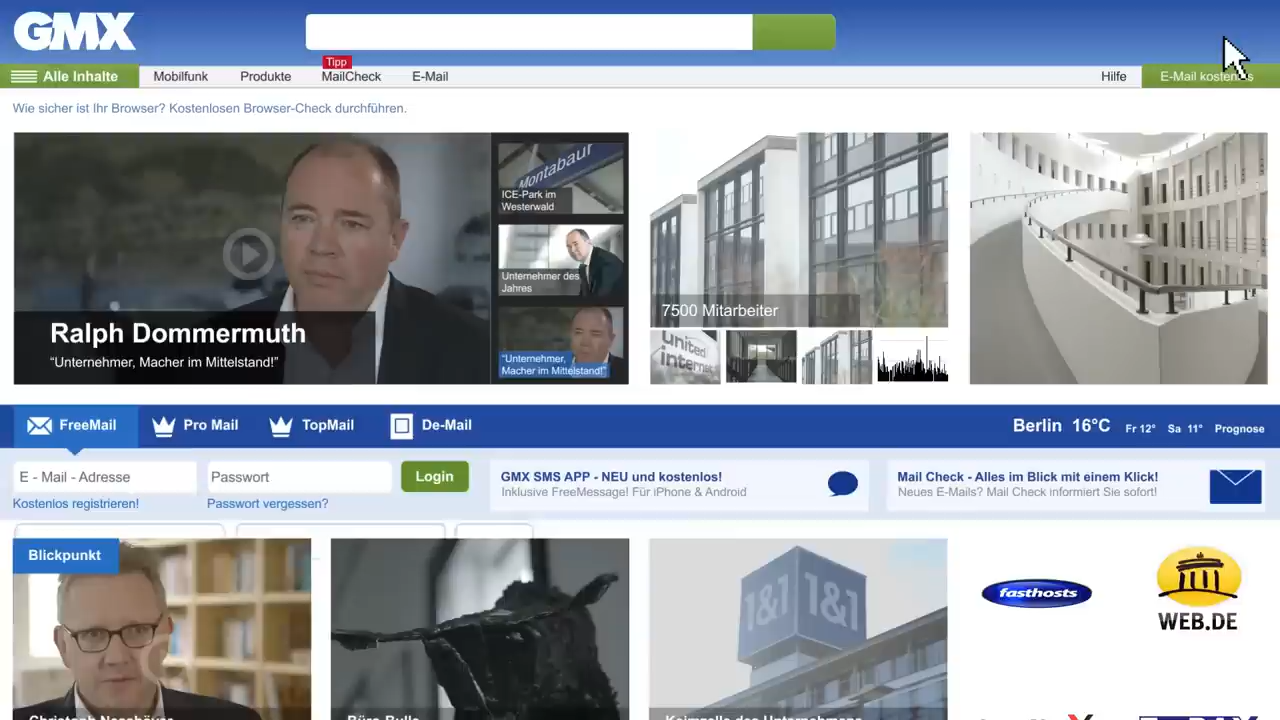 GMX
Tipp
Alle Inhalte
Mobilfunk
Produkte
MailCheck
E-Mail
Hilfe
E-Mail
Wie sicher ist Ihr Browser? Kostenlosen Browser-Check durchführen.
Montabaur
ICE-Park im
Westerwald
Unternehmer des
Jahres
Ralph Dommermuth
“Unternehmer, Macher im Mittelstand!”
“Unternehmer,
Macher im Mittelstand!”
7500 Mitarbeiter
united
internet
FreeMail
Pro Mail
TopMail
De-Mail
Berlin 16°C Fr 12° Sa 11° Prognose
E - Mail - Adresse
Passwort
Login
Kostenlos registrieren!
Passwort vergessen?
GMX SMS APP - NEU und kostenlos!
Inklusive FreeMessage! Für iPhone & Android
Mail Check - Alles im Blick mit einem Klick!
Neues E-Mails? Mail Check informiert Sie sofort!
Blickpunkt
1&1 1&1
fasthosts
WEB.DE